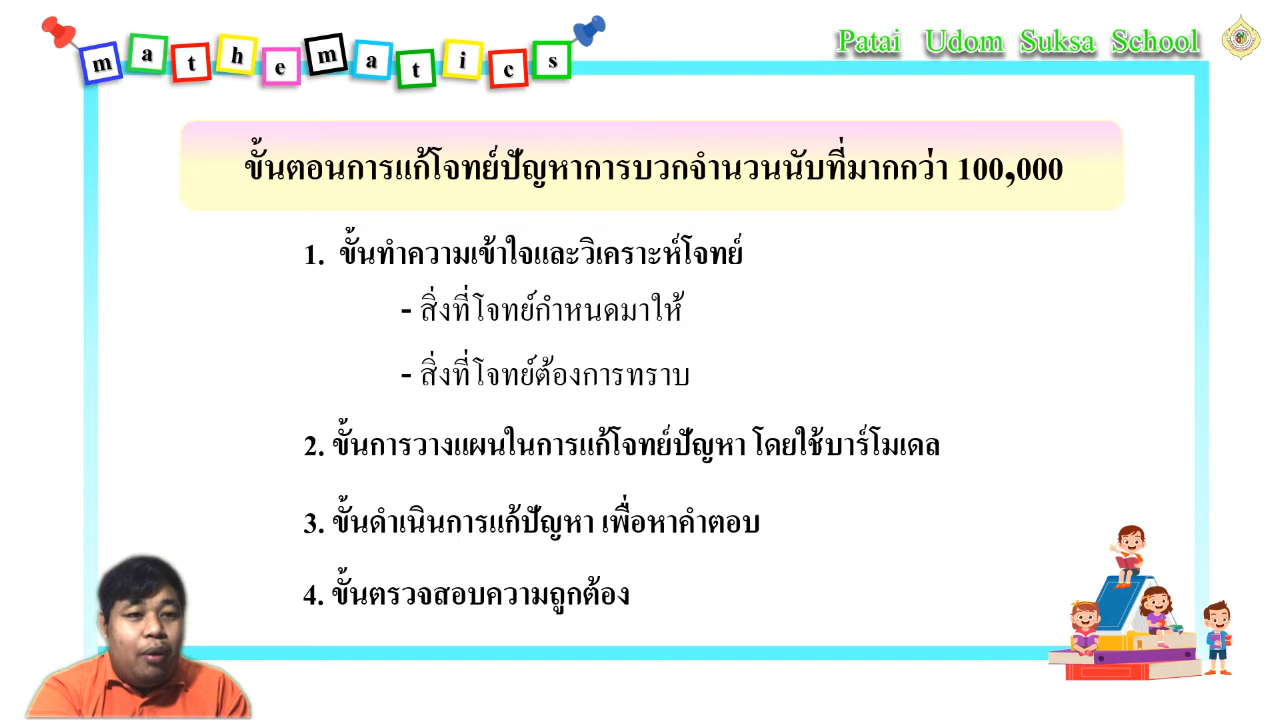 mathematics
Patai Udom Suksa School
ขั้นตอนการแก้โจทย์ปัญหาการบวกจำนวนนับที่มากกว่า 100,000
1. ขั้นทำความเข้าใจและวิเคราะห์โจทย์
- สิ่งที่โจทย์กำหนดมาให้
- สิ่งที่โจทย์ต้องการทราบ
2. ขั้นการวางแผนในการแก้โจทย์ปัญหา โดยใช้บาร์โมเดล
3. ขั้นดำเนินการแก้ปัญหา เพื่อหาคำตอบ
4. ขั้นตรวจสอบความถูกต้อง